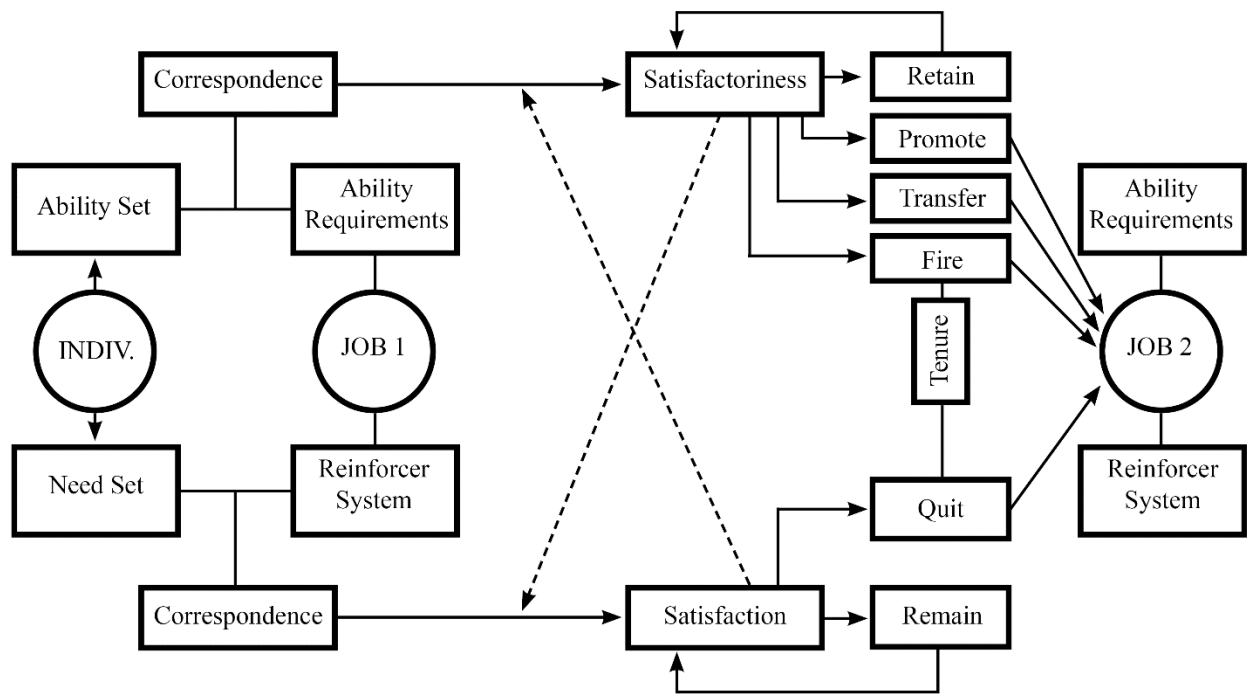 Correspondence
Satisfactoriness
Retain
Promote
Ability Set
Ability
Requirements
Transfer
Ability
Requirements
Fire
INDIV.
JOB 1
Tenure
JOB 2
Need Set
Reinforcer
System
Quit
Reinforcer
System
Correspondence
Satisfaction
Remain